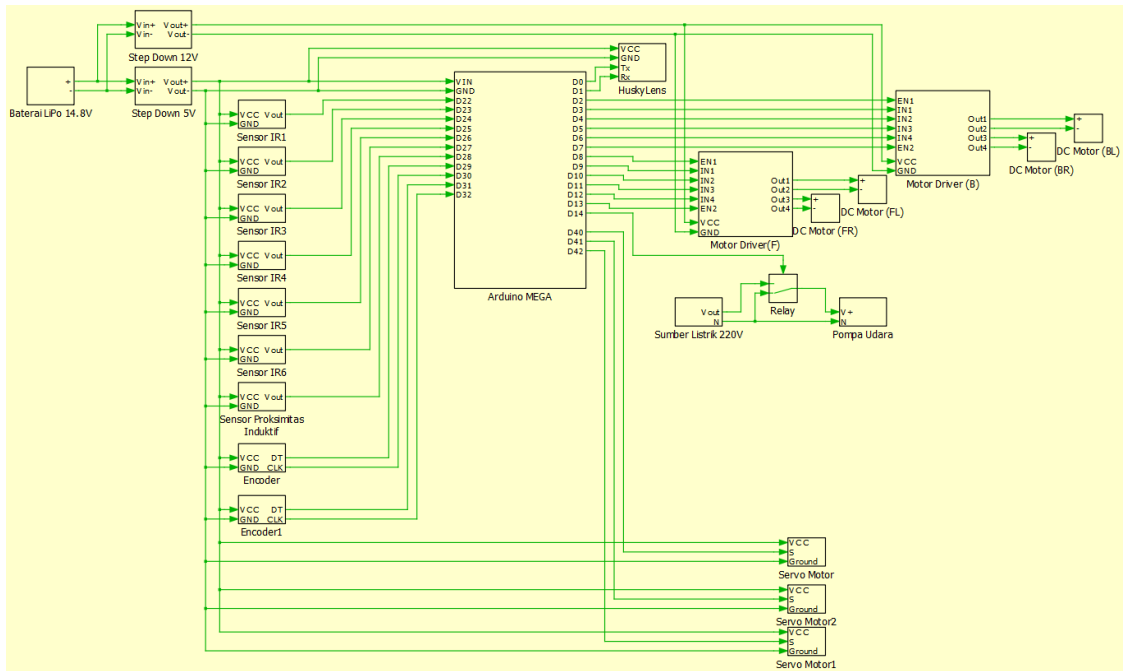 Vin+ Vout+
Vin- Vout-
Step Down 12V
+
-
Baterai LiPo 14.8V
Vin+ Vout+
Vin- Vout-
Step Down 5V
VCC Vout
GND
Sensor IR1
VCC Vout
GND
Sensor IR2
VCC Vout
GND
Sensor IR3
VCC Vout
GND
Sensor IR4
VCC Vout
GND
Sensor IR5
VCC Vout
GND
Sensor IR6
VCC Vout
GND
Sensor Proksimitas
Induktif
VCC DT
GND CLK
Encoder
VCC DT
GND CLK
Encoder1
VIN D0
GND D1
D22 D2
D23 D3
D24 D4
D25 D5
D26 D6
D27 D7
D28 D8
D29 D9
D30 D10
D31 D11
D32 D12
D13
D14
D40
D41
D42
Arduino MEGA
VCC
GND
Tx
Rx
HuskyLens
EN1
IN1
IN2 Out1
IN3 Out2
IN4 Out3
EN2 Out4
VCC
GND
Motor Driver (B)
+
-
DC Motor (BL)
+
-
DC Motor (BR)
EN1
IN1
IN2 Out1
IN3 Out2
IN4 Out3
EN2 Out4
VCC
GND
Motor Driver(F)
+
-
DC Motor (FL)
+
-
DC Motor (FR)
Relay
Vout
N
Sumber Listrik 220V
V+
N
Pompa Udara
VCC
S
Ground
Servo Motor
VCC
S
Ground
Servo Motor2
VCC
S
Ground
Servo Motor1